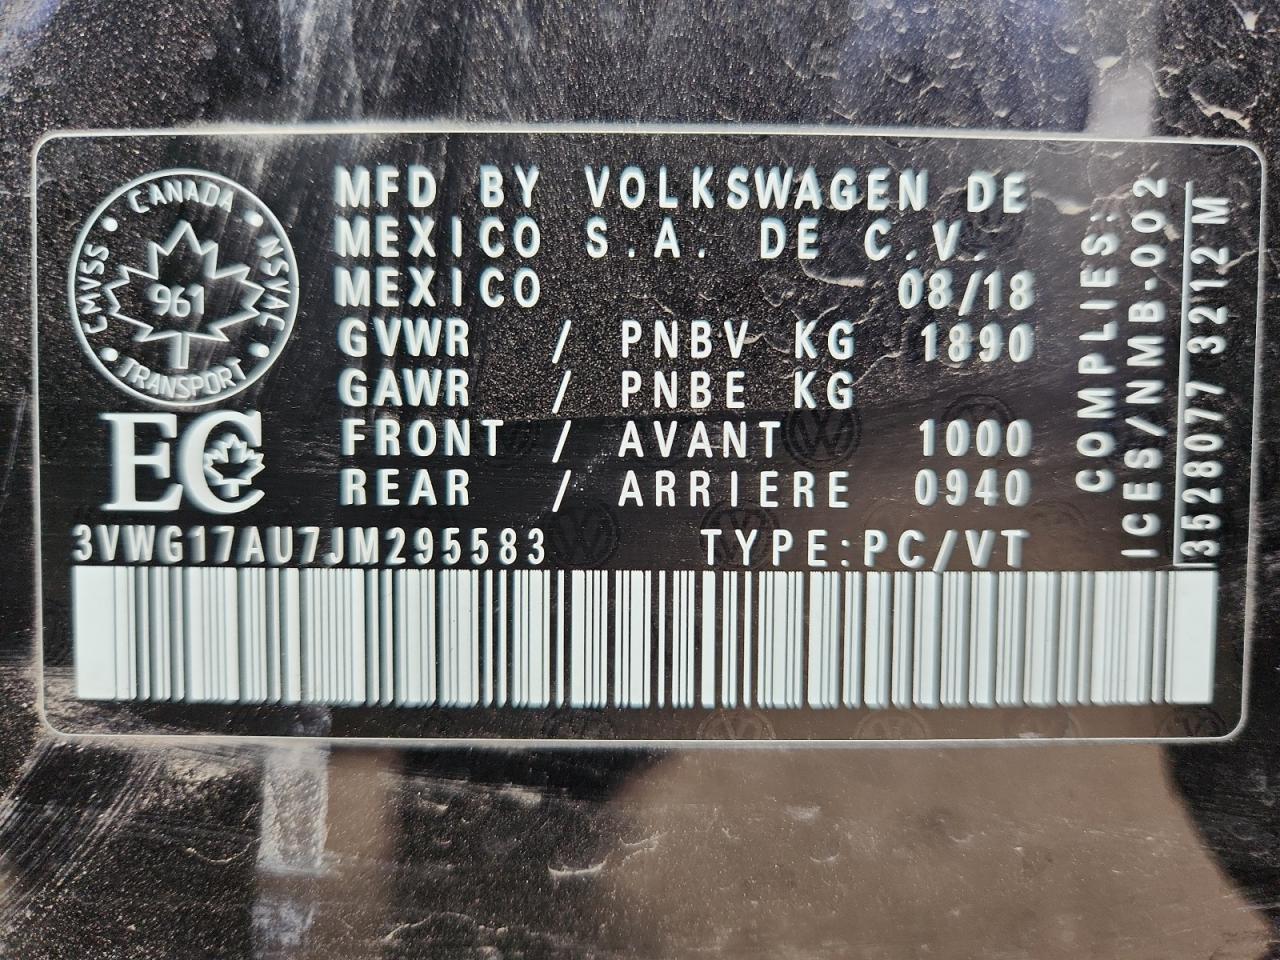 CANADA
CMVSS
NSVAC
961
TRANSPORT
EC
MFD BY VOLKSWAGEN DE
MEXICO S.A. DE C.V.
MEXICO 08/18
GVWR / PNBV KG 1890
GAWR / PNBE KG
FRONT / AVANT 1000
REAR / ARRIERE 0940
3VWG17AU7JM295583 TYPE:PC/VT
COMPLIES:
ICES/NMB.002
3528077 3212 M